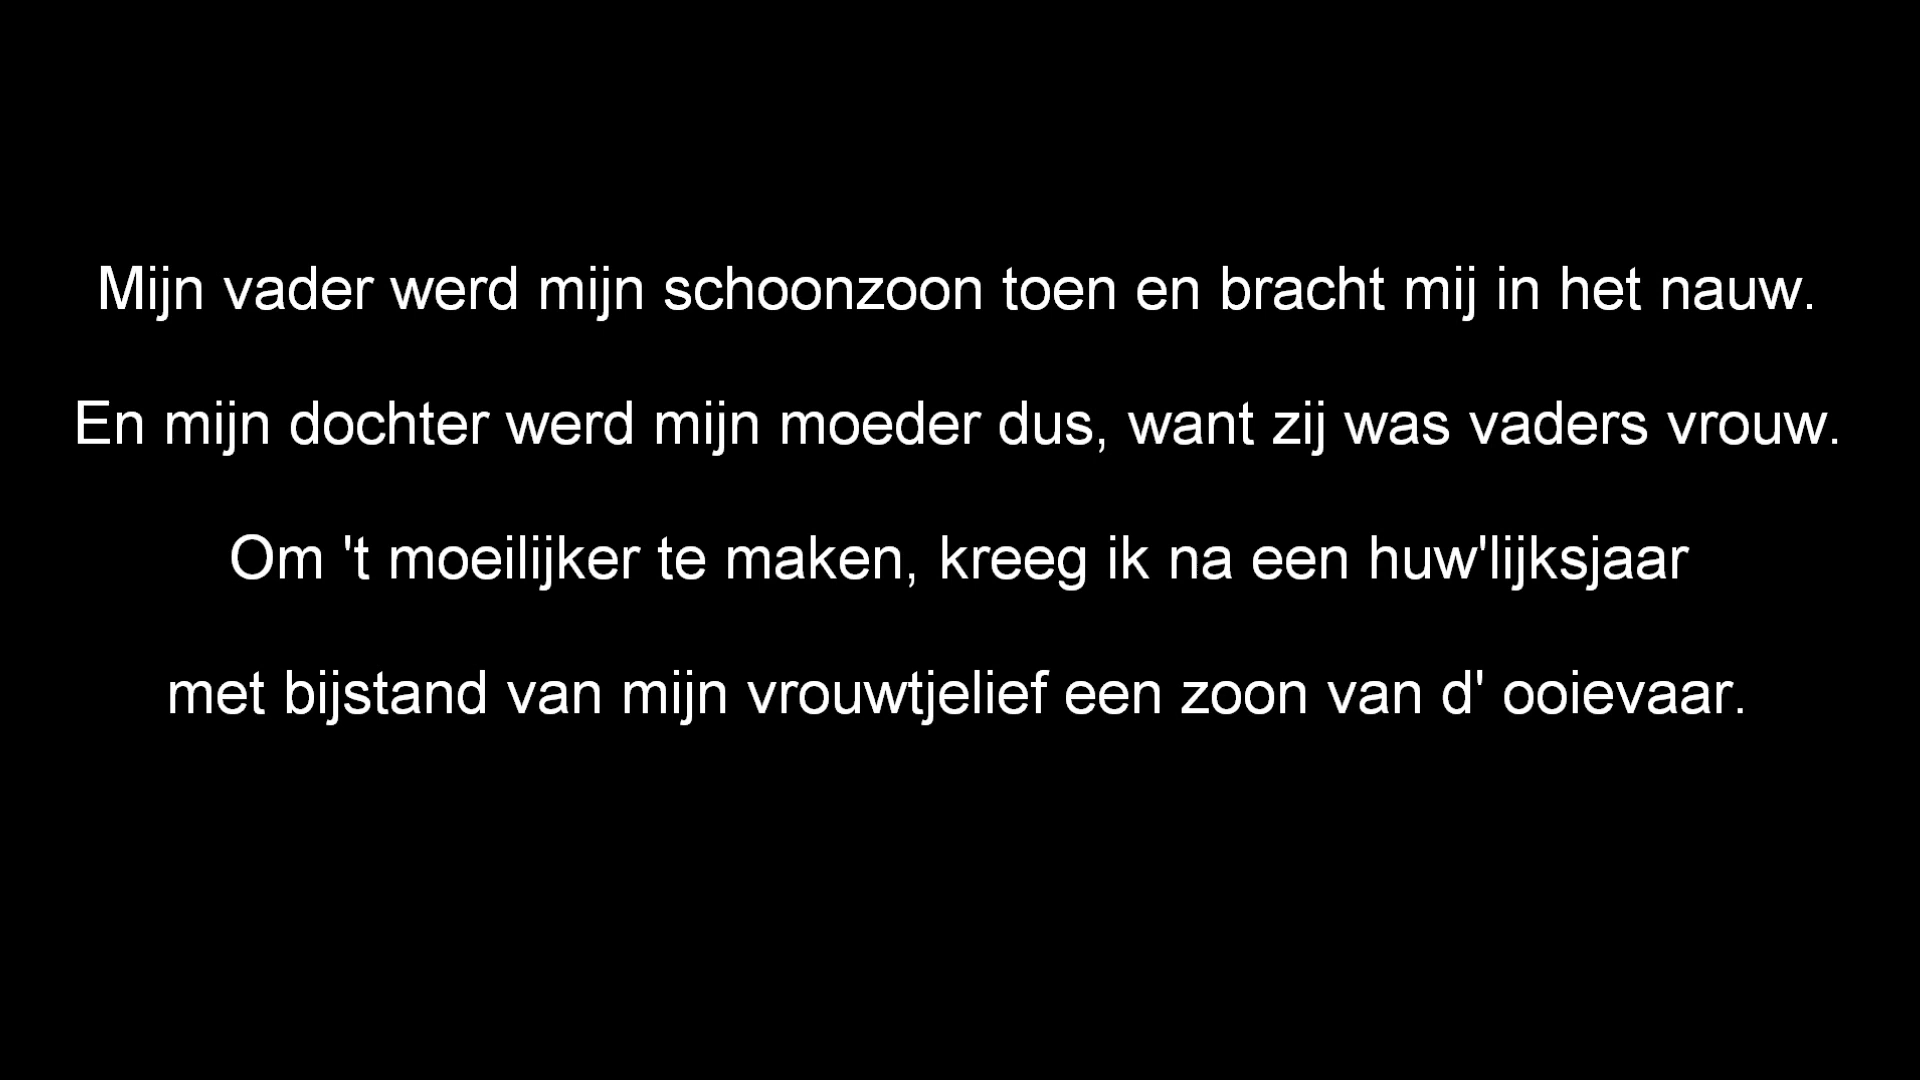 Mijn vader werd mijn schoonzoon toen en bracht mij in het nauw.
En mijn dochter werd mijn moeder dus, want zij was vaders vrouw.
Om 't moeilijker te maken, kreeg ik na een huw'lijksjaar
met bijstand van mijn vrouwtjelief een zoon van d' ooievaar.